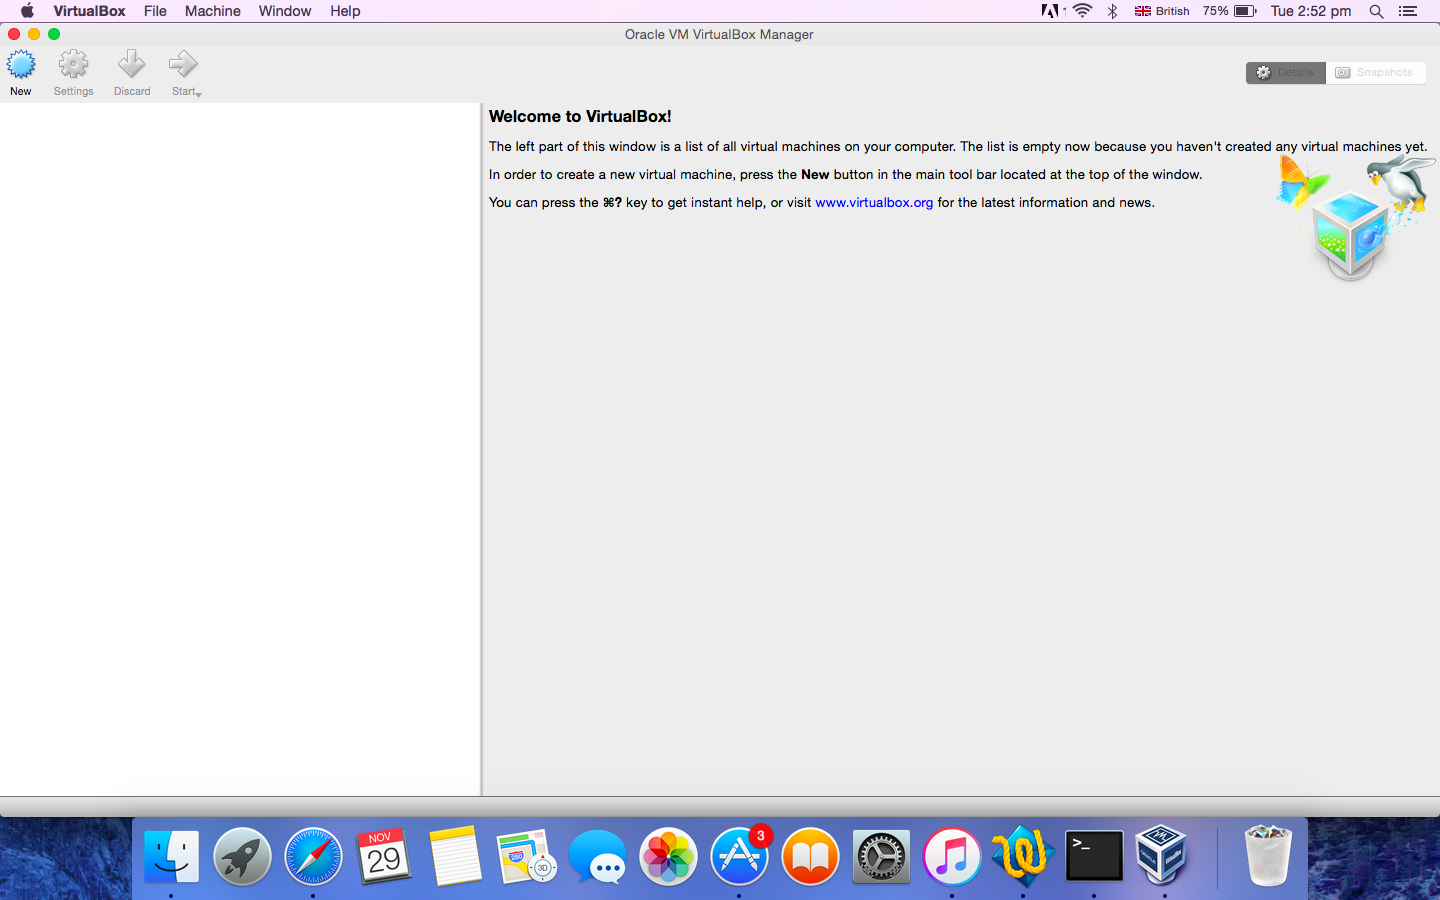 VirtualBox File Machine Window Help 1 British 75% Tue 2:52 pm
Oracle VM VirtualBox Manager
New Settings Discard Start
Details Snapshots
Welcome to VirtualBox!
The left part of this window is a list of all virtual machines on your computer. The list is empty now because you haven't created any virtual machines yet.
In order to create a new virtual machine, press the New button in the main tool bar located at the top of the window.
You can press the ⌘? key to get instant help, or visit www.virtualbox.org for the latest information and news.
NOV
29
280
3D
3
>_
ORACLE
VirtualBox